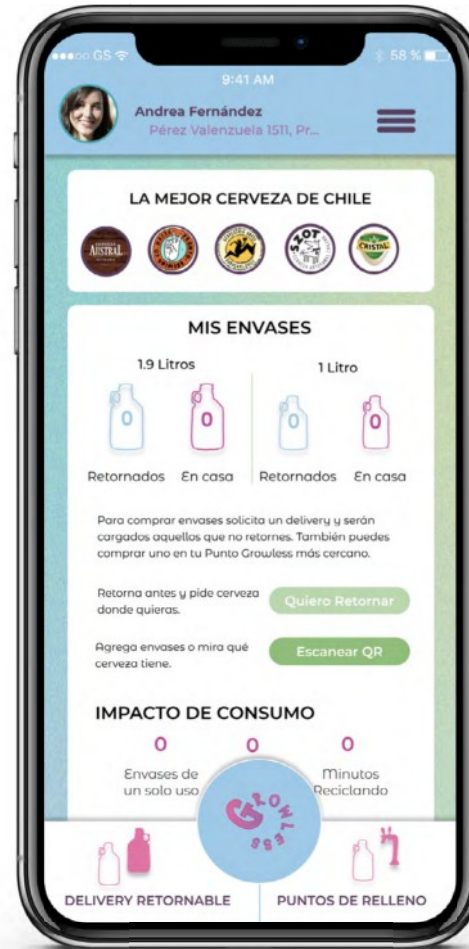 GS 58 %
9:41 AM
Andrea Fernández
Pérez Valenzuela 1511, Pr...
LA MEJOR CERVEZA DE CHILE
AUSTRAL
SZOT
CRISTAL
MIS ENVASES
1.9 Litros 1 Litro
0 0 0 0
Retornados En casa Retornados En casa
Para comprar envases solicita un delivery y serán
cargados aquellos que no retornes. También puedes
comprar uno en tu Punto Growless más cercano.
Retorna antes y pide cerveza
donde quieras.
Quiero Retornar
Agrega envases o mira qué
cerveza tiene.
Escanear QR
IMPACTO DE CONSUMO
0 0 0
Envases de
un solo uso
Minutos
Reciclando
GROWLESS
DELIVERY RETORNABLE PUNTOS DE RELLENO